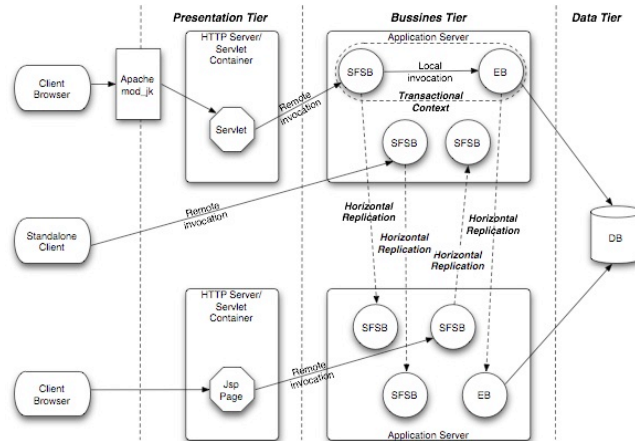 Presentation Tier
Bussines Tier
Data Tier
HTTP Server/
Servlet
Container
Application Server
Client
Browser
Apache
mod_jk
Servlet
Remote
invocation
SFSB
Local
invocation
EB
Transactional
Context
SFSB
SFSB
Standalone
Client
Remote
invocation
Horizontal
Replication
Horizontal
Replication
Horizontal
Replication
Horizontal
Replication
DB
HTTP Server/
Servlet
Container
Client
Browser
Jsp
Page
Remote
invocation
SFSB
SFSB
SFSB
EB
Application Server